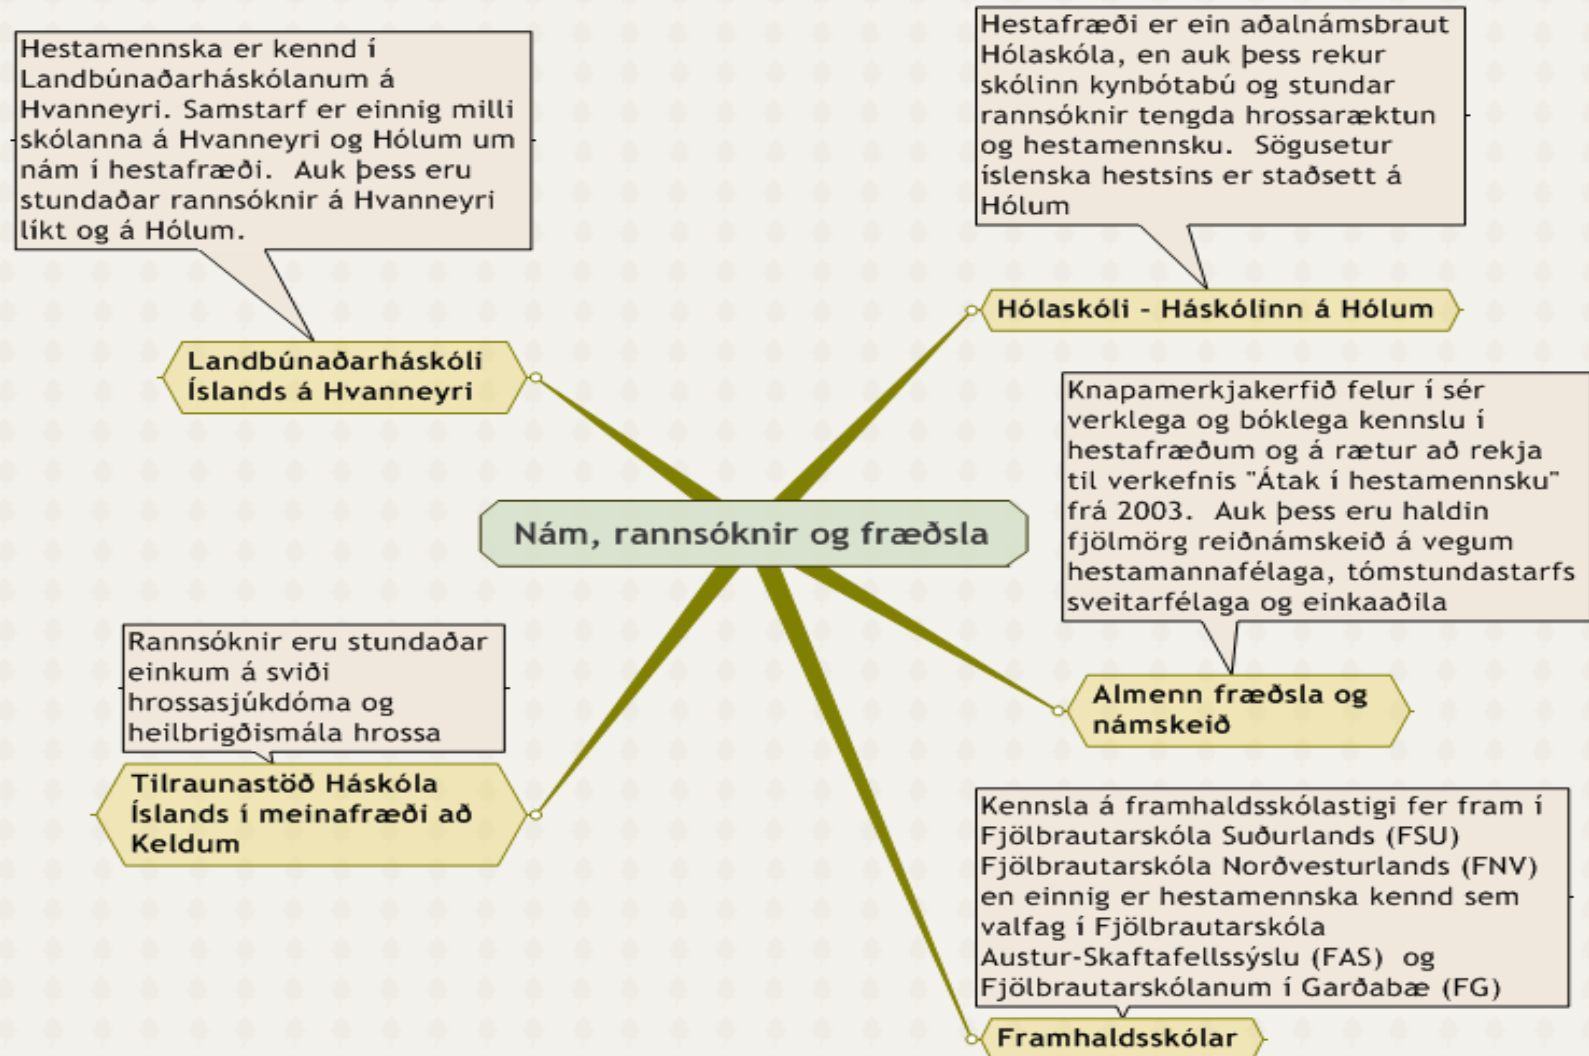 Hestamennska er kennd í
Landbúnaðarháskólanum á
Hvanneyri. Samstarf er einnig milli
skólanna á Hvanneyri og Hólum um
nám í hestafræði.  Auk þess eru
stundaðar rannsóknir á Hvanneyri
líkt og á Hólum.
Landbúnaðarháskóli
Íslands á Hvanneyri
Hestafræði er ein aðalnámsbraut
Hólaskóla, en auk þess rekur
skólinn kynbótabú og stundar
rannsóknir tengda hrossaræktun
og hestamennsku.  Sögusetur
íslenska hestsins er staðsett á
Hólum
Hólaskóli - Háskólinn á Hólum
Nám, rannsóknir og fræðsla
Knapamerkjakerfið felur í sér
verklega og bóklega kennslu í
hestafræðum og á rætur að rekja
til verkefnis "Átak í hestamennsku"
frá 2003.  Auk þess eru haldin
fjölmörg reiðnámskeið á vegum
hestamannafélaga, tómstundastarfs
sveitarfélaga og einkaaðila
Almenn fræðsla og
námskeið
Rannsóknir eru stundaðar
einkum á sviði
hrossasjúkdóma og
heilbrigðismála hrossa
Tilraunastöð Háskóla
Íslands í meinafræði að
Keldum
Kennsla á framhaldsskólastigi fer fram í
Fjölbrautarskóla Suðurlands (FSU)
Fjölbrautarskóla Norðvesturlands (FNV)
en einnig er hestamennska kennd sem
valfag í Fjölbrautarskóla
Austur-Skaftafellssýslu (FAS)  og
Fjölbrautarskólanum í Garðabæ (FG)
Framhaldsskólar